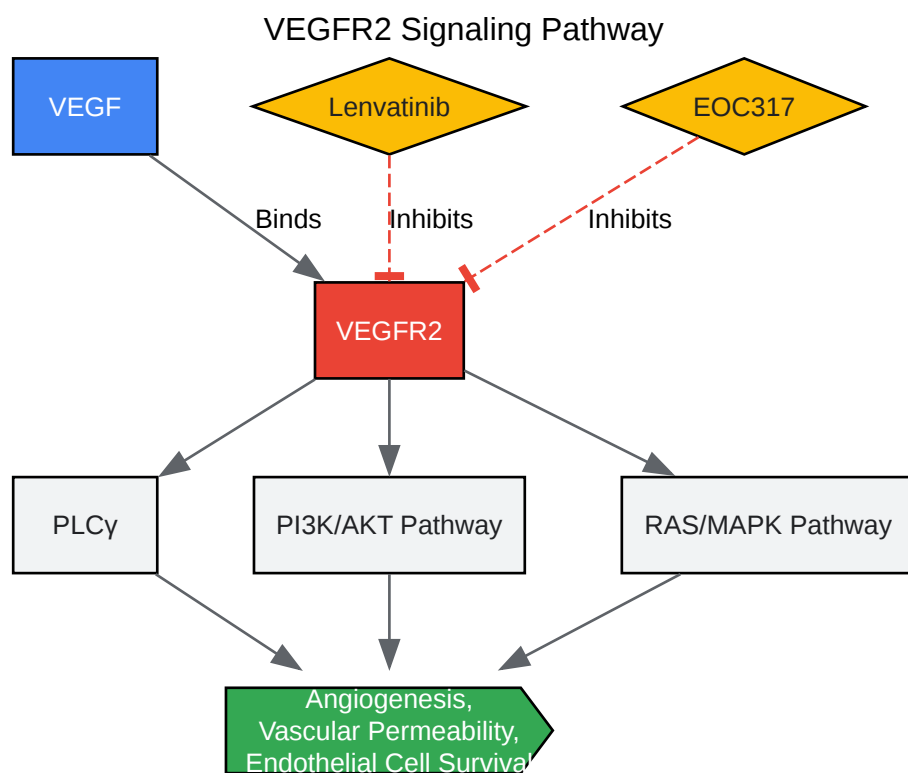 VEGFR2 Signaling Pathway
VEGF
Lenvatinib
EOC317
Binds
Inhibits
Inhibits
VEGFR2
PLCγ
PI3K/AKT Pathway
RAS/MAPK Pathway
Angiogenesis,
Vascular Permeability,
Endothelial Cell Survival